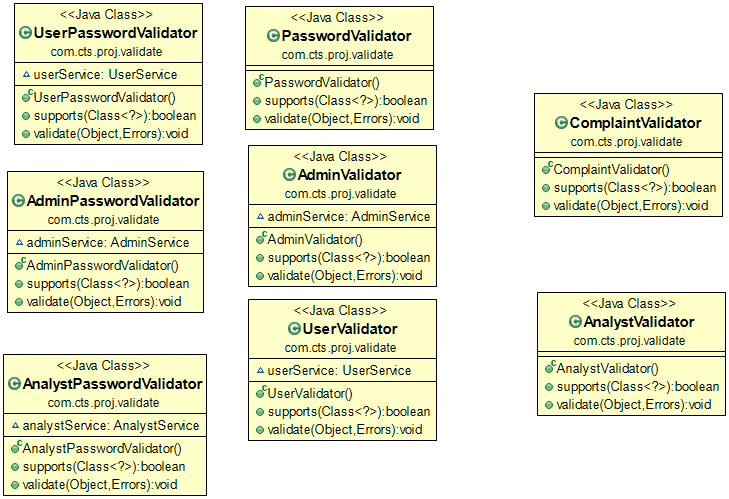 <<Java Class>>
UserPasswordValidator
com.cts.proj.validate
userService: UserService
UserPasswordValidator()
supports(Class<?>):boolean
validate(Object,Errors):void
<<Java Class>>
PasswordValidator
com.cts.proj.validate
PasswordValidator()
supports(Class<?>):boolean
validate(Object,Errors):void
<<Java Class>>
ComplaintValidator
com.cts.proj.validate
ComplaintValidator()
supports(Class<?>):boolean
validate(Object,Errors):void
<<Java Class>>
AdminPasswordValidator
com.cts.proj.validate
adminService: AdminService
AdminPasswordValidator()
supports(Class<?>):boolean
validate(Object,Errors):void
<<Java Class>>
AdminValidator
com.cts.proj.validate
adminService: AdminService
AdminValidator()
supports(Class<?>):boolean
validate(Object,Errors):void
<<Java Class>>
UserValidator
com.cts.proj.validate
userService: UserService
UserValidator()
supports(Class<?>):boolean
validate(Object,Errors):void
<<Java Class>>
AnalystValidator
com.cts.proj.validate
AnalystValidator()
supports(Class<?>):boolean
validate(Object,Errors):void
<<Java Class>>
AnalystPasswordValidator
com.cts.proj.validate
analystService: AnalystService
AnalystPasswordValidator()
supports(Class<?>):boolean
validate(Object,Errors):void